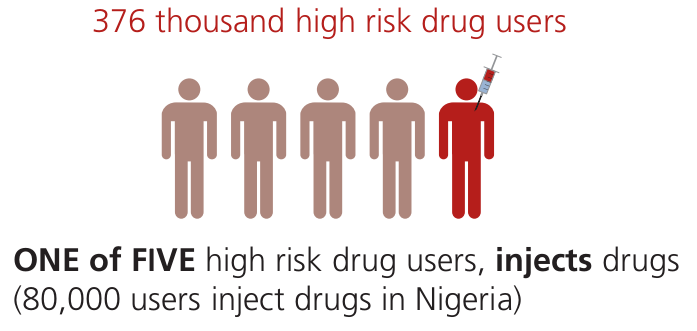 376 thousand high risk drug users
ONE of FIVE high risk drug users, injects drugs
(80,000 users inject drugs in Nigeria)